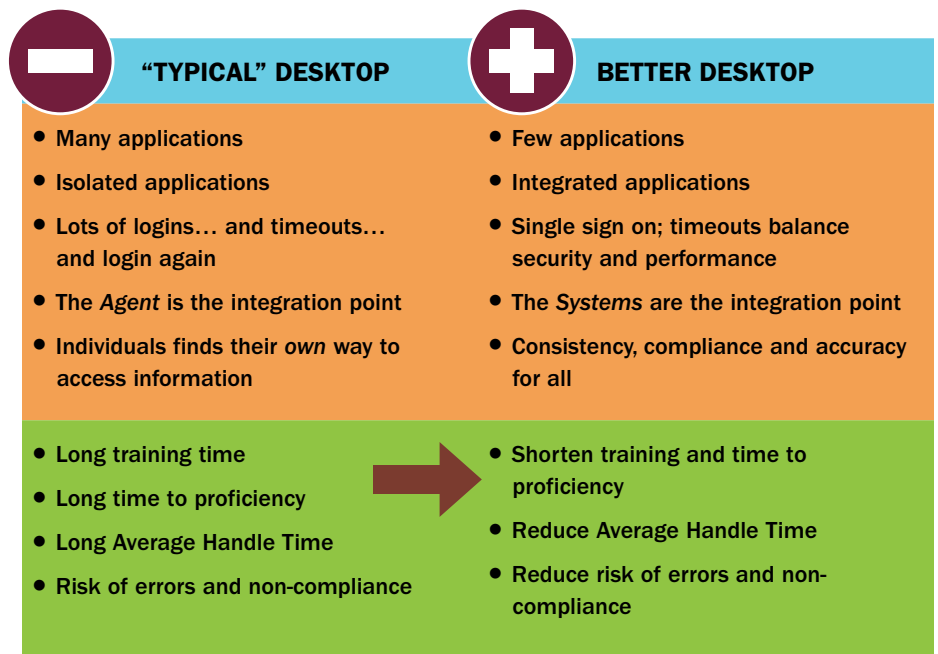 “TYPICAL” DESKTOP
• Many applications
• Isolated applications
• Lots of logins… and timeouts…
and login again
• The Agent is the integration point
• Individuals finds their own way to
access information
• Long training time
• Long time to proficiency
• Long Average Handle Time
• Risk of errors and non-compliance
BETTER DESKTOP
• Few applications
• Integrated applications
• Single sign on; timeouts balance
security and performance
• The Systems are the integration point
• Consistency, compliance and accuracy
for all
• Shorten training and time to
proficiency
• Reduce Average Handle Time
• Reduce risk of errors and non-
compliance